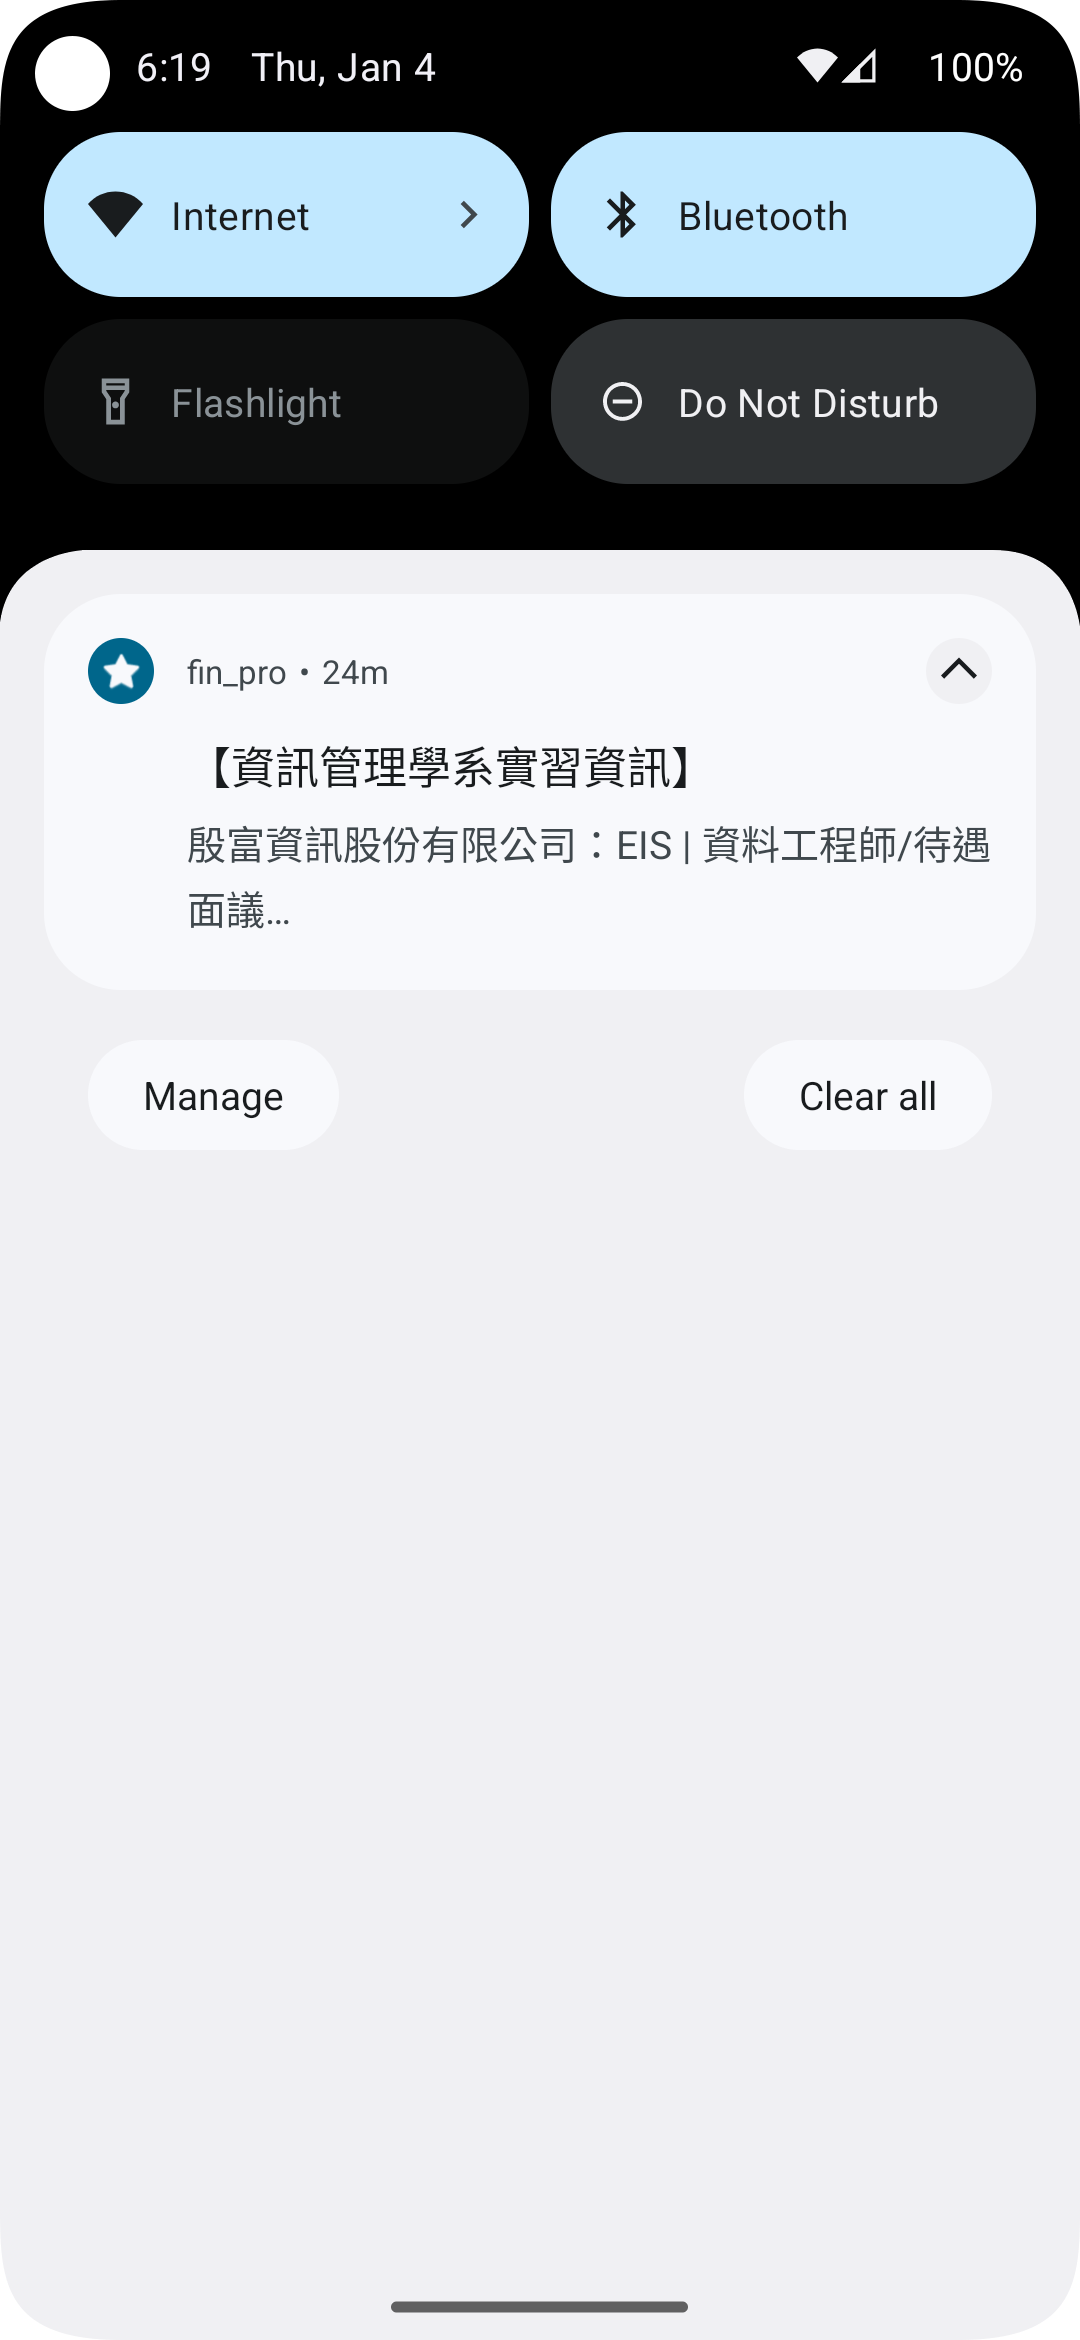 6:19 Thu, Jan 4 100%
Internet Bluetooth
Flashlight Do Not Disturb
fin_pro • 24m
【資訊管理學系實習資訊】
殷富資訊股份有限公司：EIS | 資料工程師/待遇
面議…
Manage Clear all